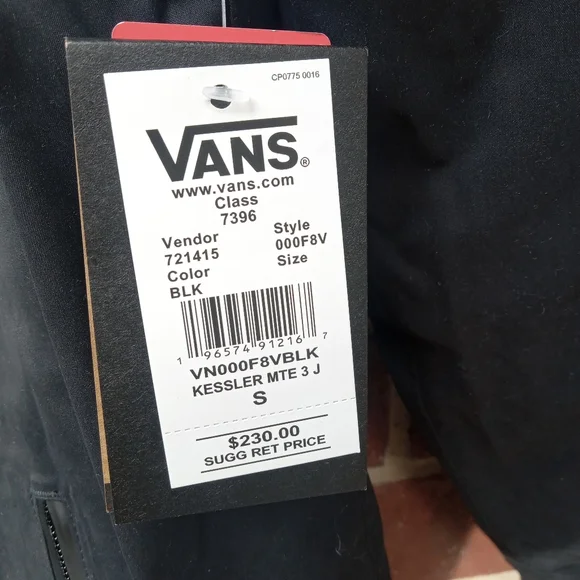 CP0775 0016
VANS®
www.vans.com
Class
7396
Vendor Style
721415 000F8V
Color Size
BLK
1 96574 91216 7
VN000F8VBLK
KESSLER MTE 3 J
S
$230.00
SUGG RET PRICE